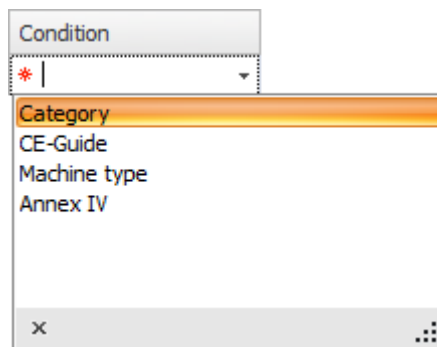 Condition
Category
CE-Guide
Machine type
Annex IV